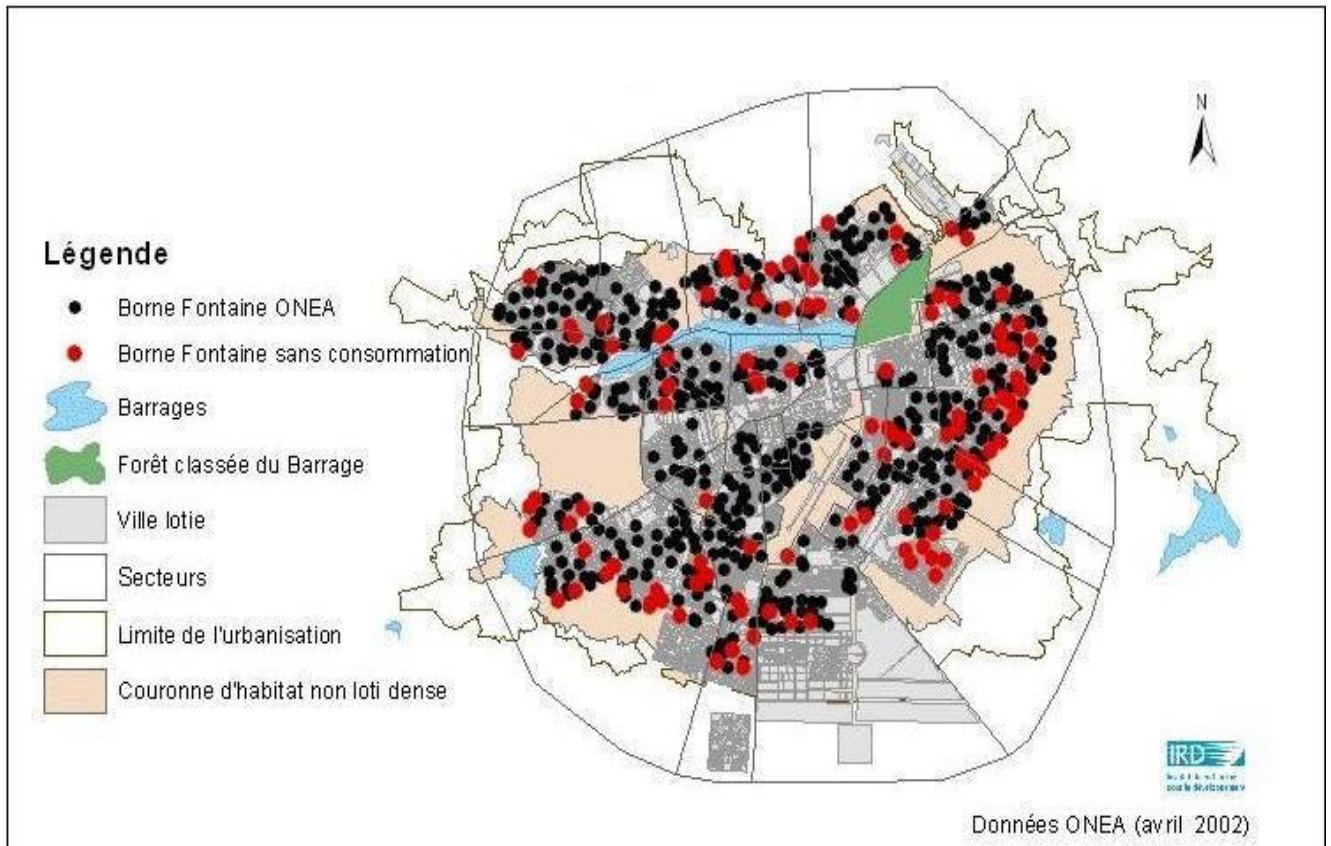 N
Légende
Borne Fontaine ONEA
Borne Fontaine sans consommation
Barrages
Forêt classée du Barrage
Ville lotie
Secteurs
Limite de l'urbanisation
Couronne d'habitat non loti dense
IRD
Données ONEA (avril 2002)